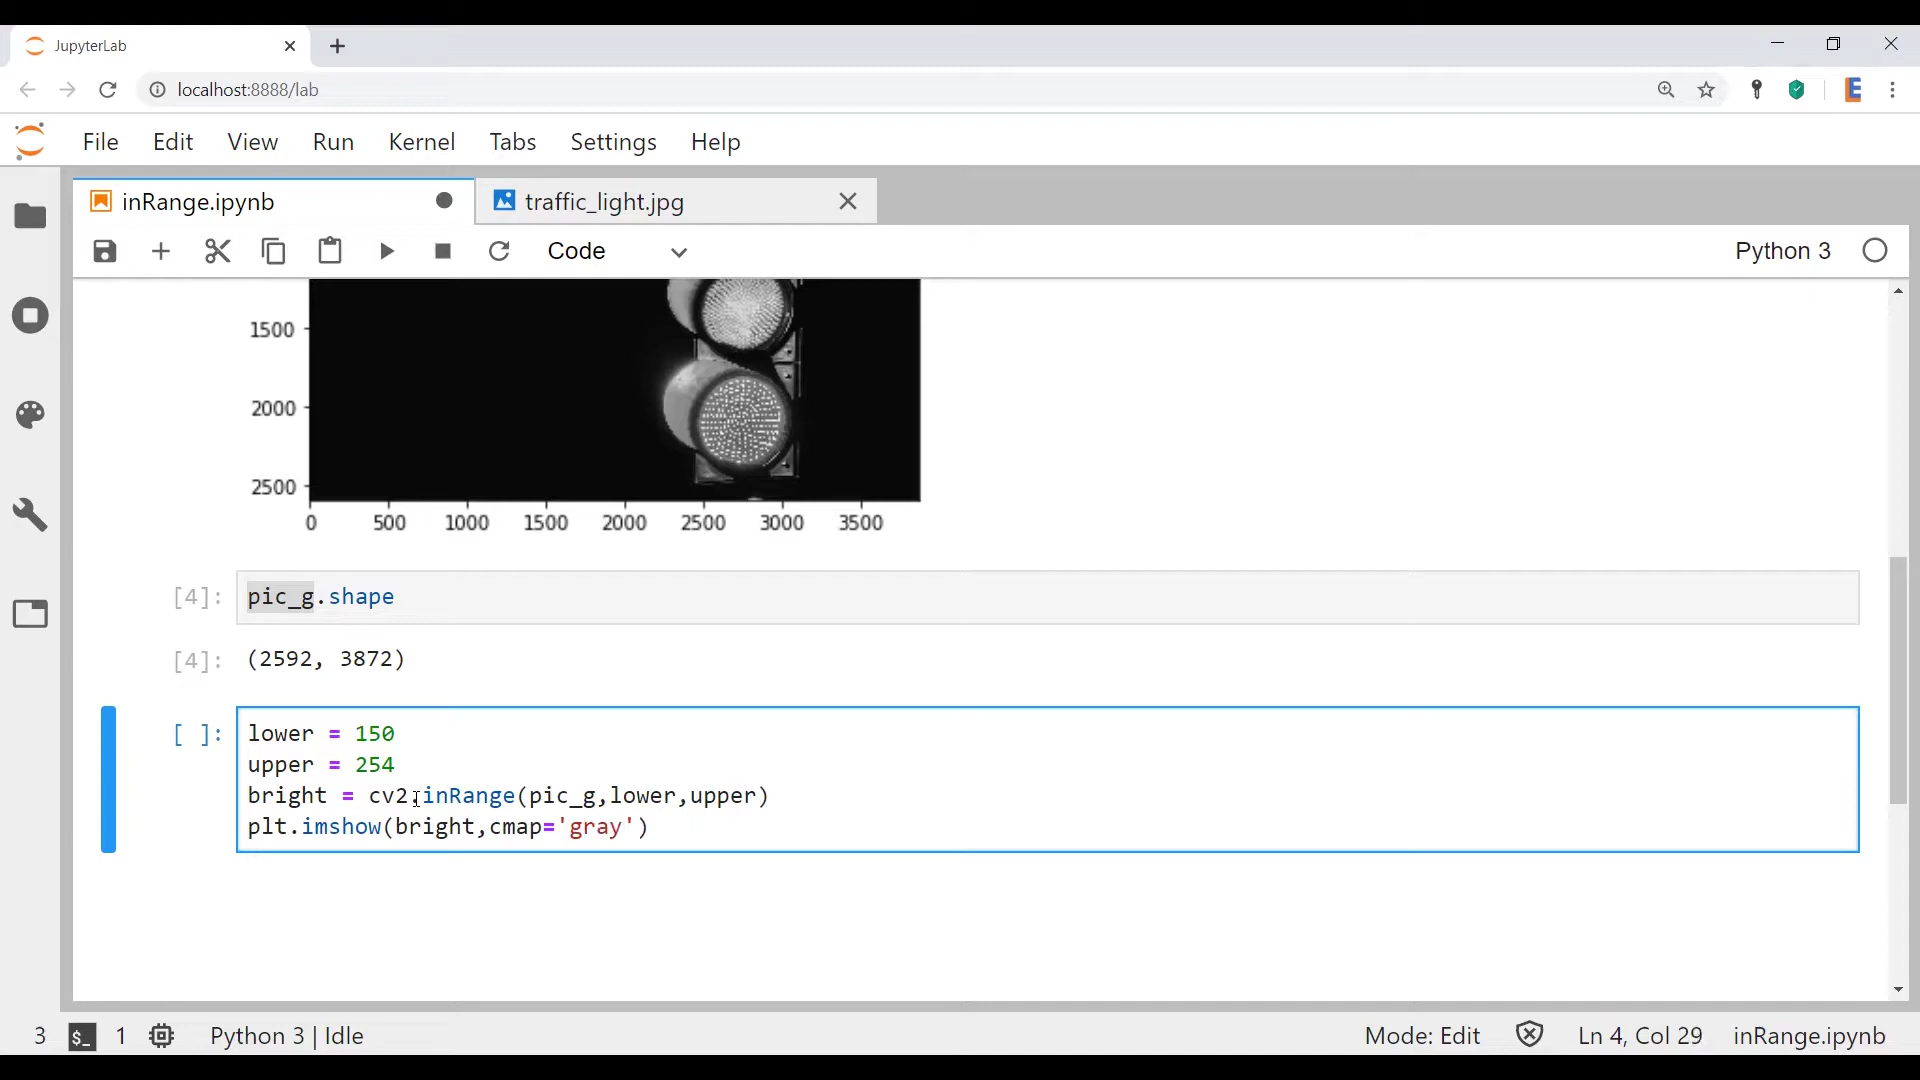 JupyterLab
localhost:8888/lab
File Edit View Run Kernel Tabs Settings Help
inRange.ipynb
traffic_light.jpg
Code
Python 3
1500
2000
2500
0 500 1000 1500 2000 2500 3000 3500
[4]: pic_g.shape
[4]: (2592, 3872)
[ ]: lower = 150
upper = 254
bright = cv2.inRange(pic_g,lower,upper)
plt.imshow(bright,cmap='gray')
3 $_ 1 Python 3 | Idle Mode: Edit Ln 4, Col 29 inRange.ipynb